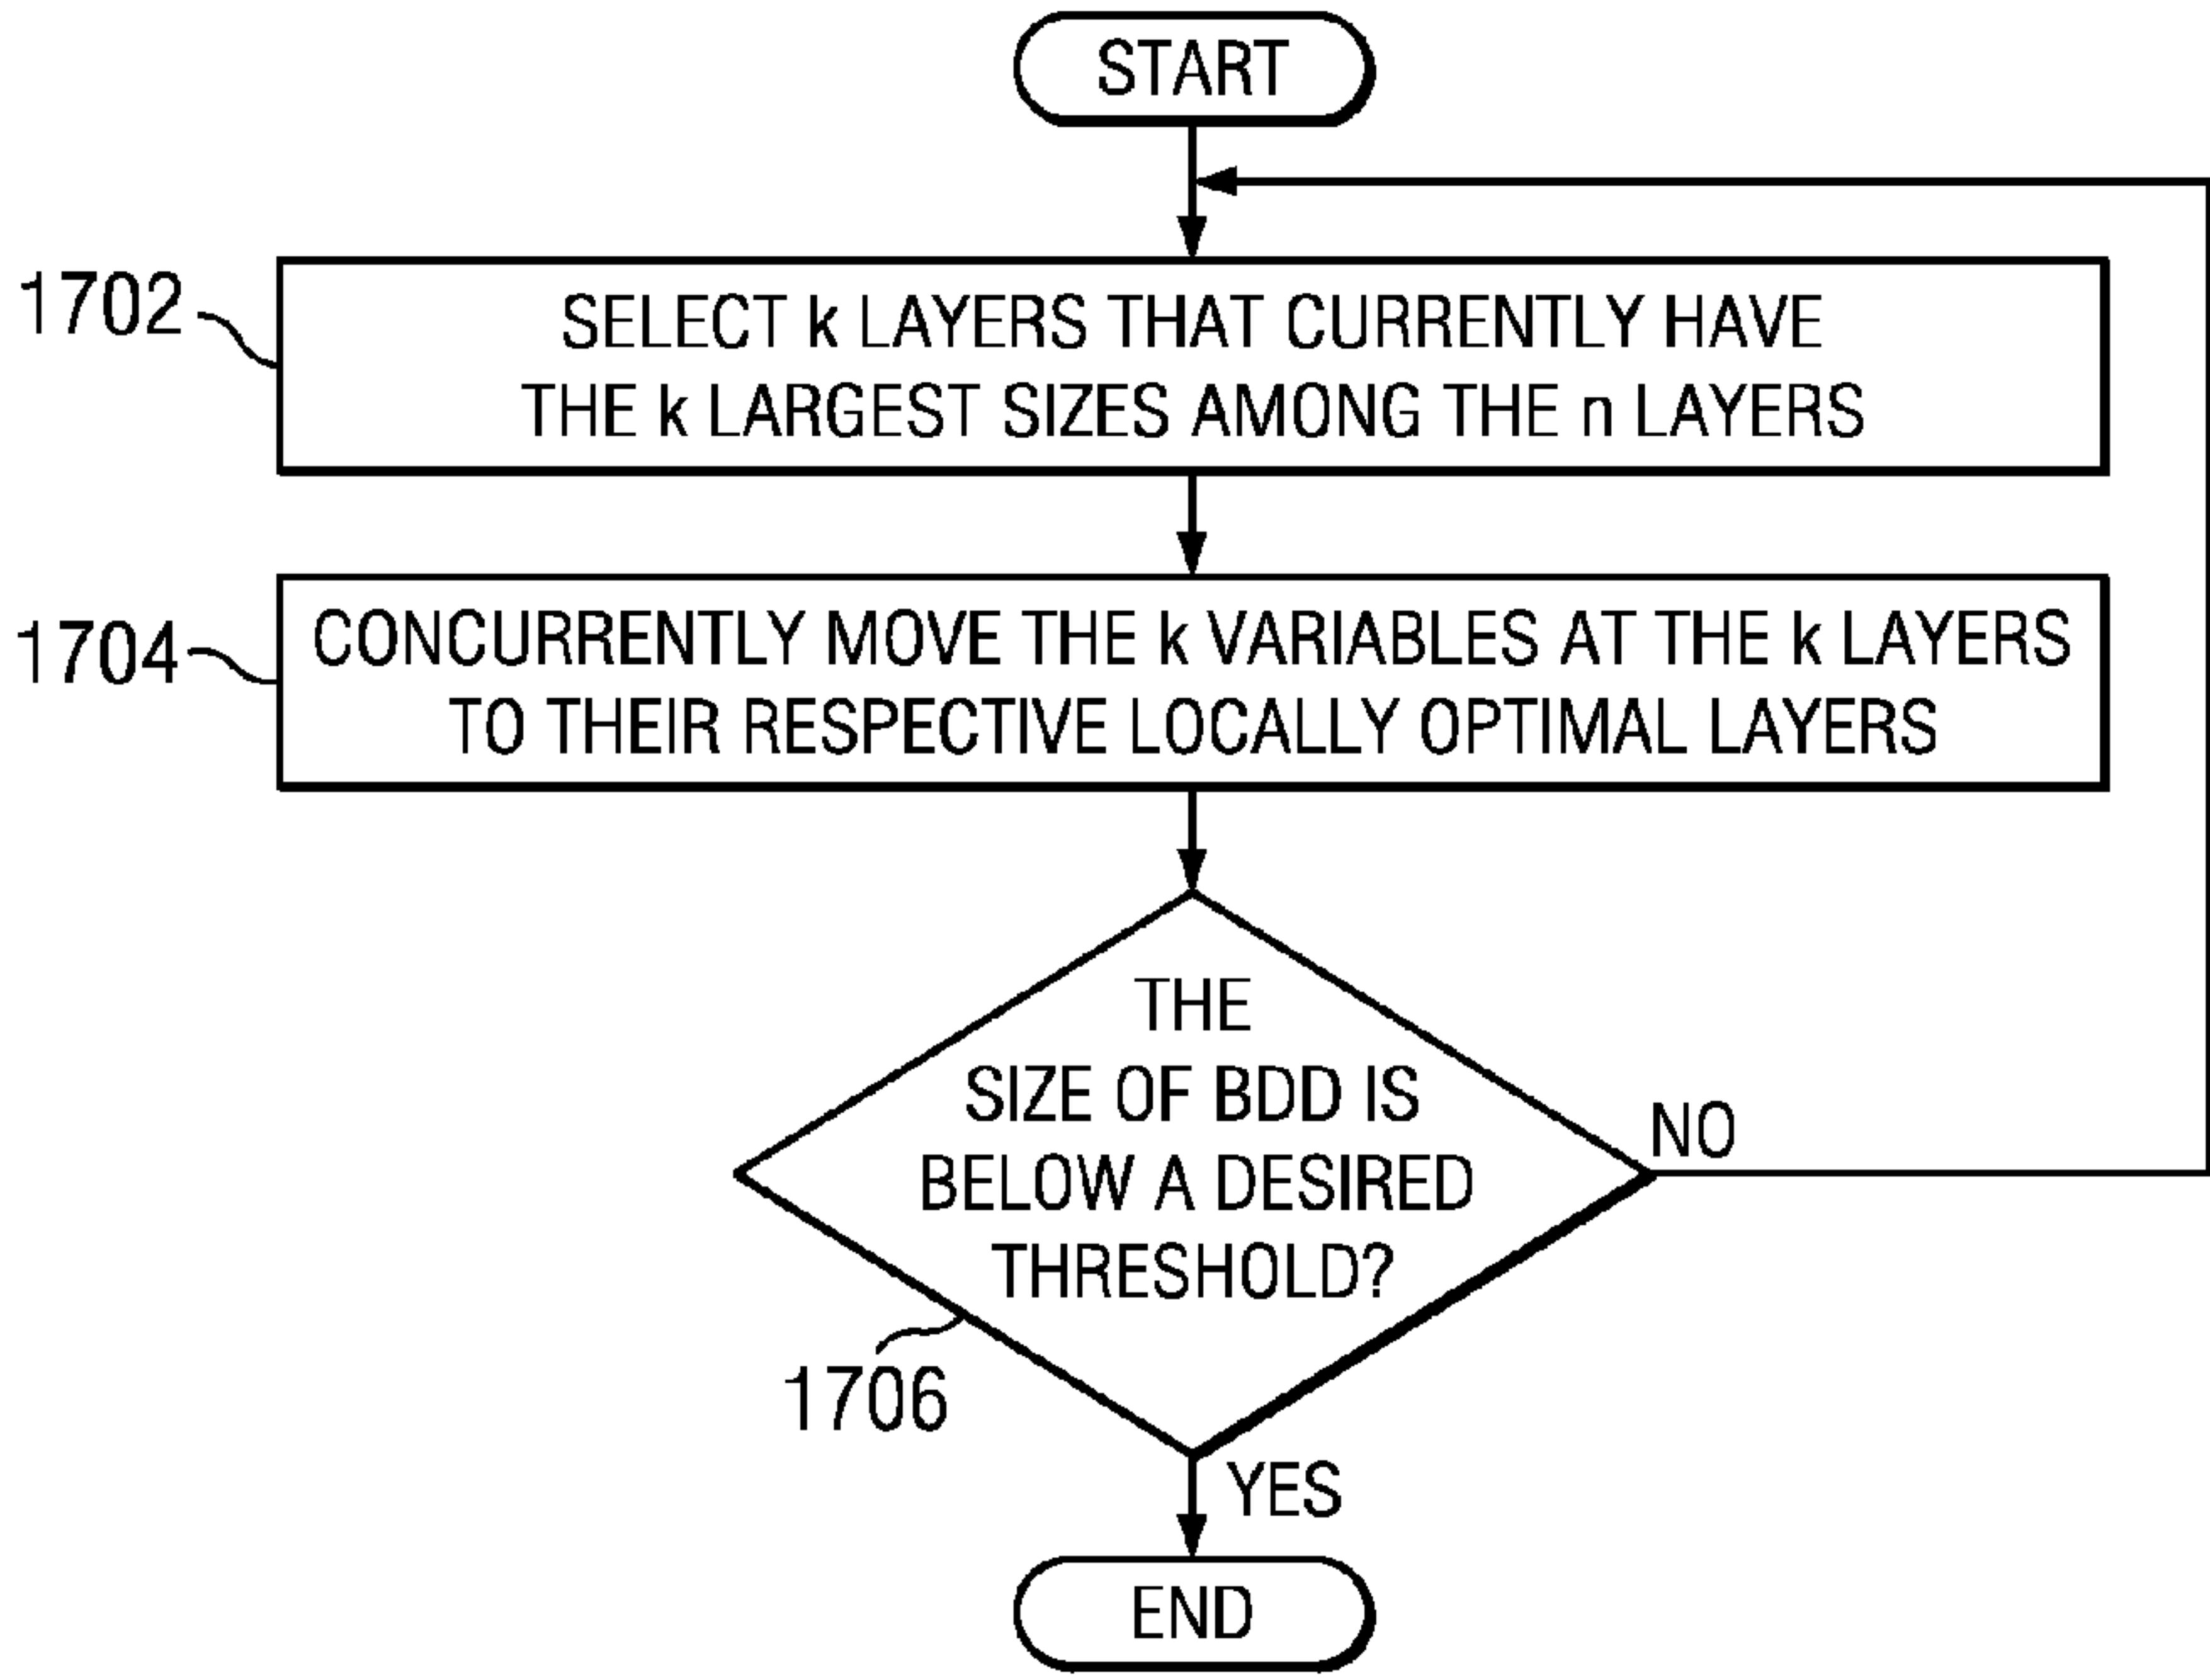 START
1702
SELECT k LAYERS THAT CURRENTLY HAVE
THE k LARGEST SIZES AMONG THE n LAYERS
1704
CONCURRENTLY MOVE THE k VARIABLES AT THE k LAYERS
TO THEIR RESPECTIVE LOCALLY OPTIMAL LAYERS
THE
SIZE OF BDD IS
BELOW A DESIRED
THRESHOLD?
NO
1706
YES
END